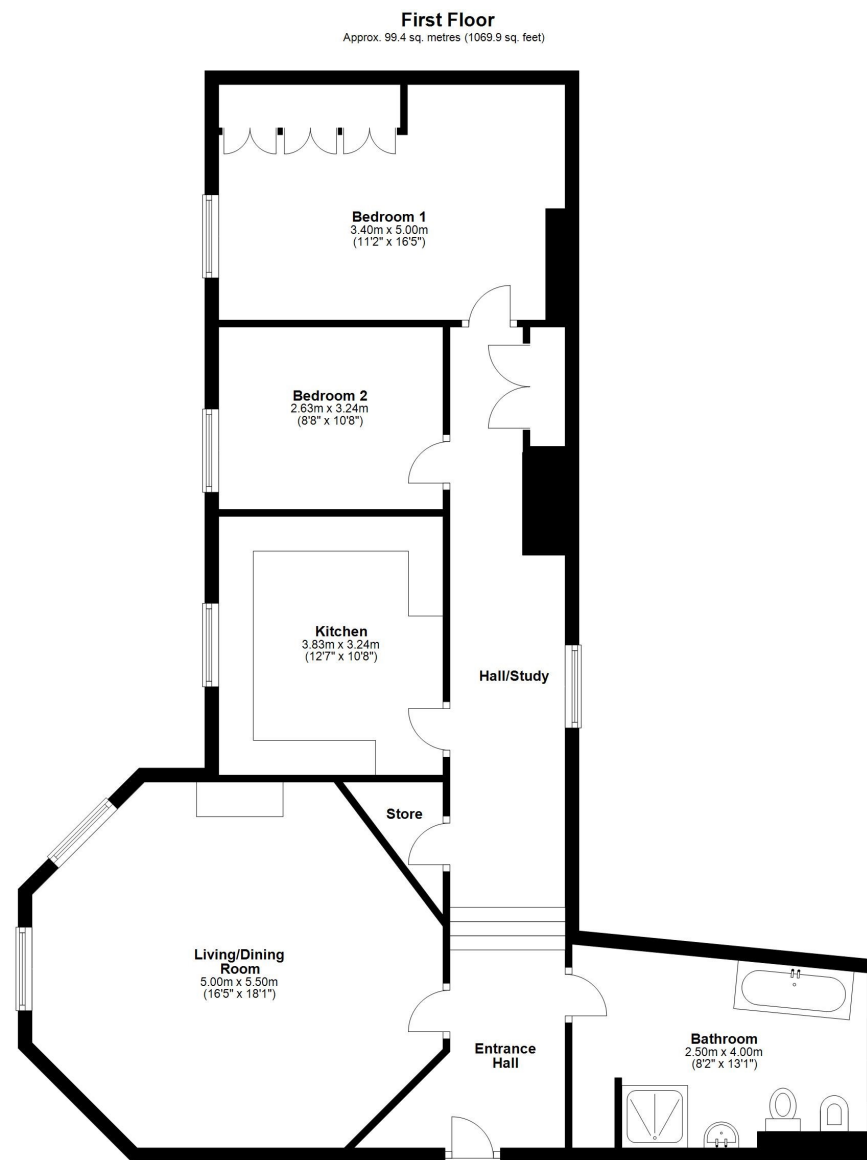 First Floor
Approx. 99.4 sq. metres (1069.9 sq. feet)
Bedroom 1
3.40m x 5.00m
(11'2" x 16'5")
Bedroom 2
2.63m x 3.24m
(8'8" x 10'8")
Kitchen
3.83m x 3.24m
(12'7" x 10'8")
Hall/Study
Store
Living/Dining
Room
5.00m x 5.50m
(16'5" x 18'1")
Entrance
Hall
Bathroom
2.50m x 4.00m
(8'2" x 13'1")